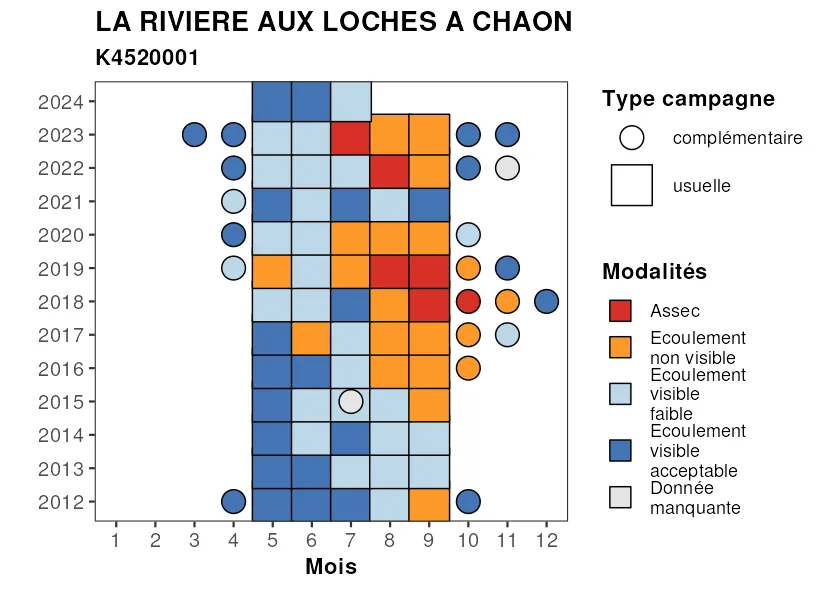 LA RIVIERE AUX LOCHES A CHAON
K4520001
2024
2023
2022
2021
2020
2019
2018
2017
2016
2015
2014
2013
2012
1 2 3 4 5 6 7 8 9 10 11 12
Mois
Type campagne
complémentaire
usuelle
Modalités
Assec
Ecoulement
non visible
Ecoulement
visible
faible
Ecoulement
visible
acceptable
Donnée
manquante